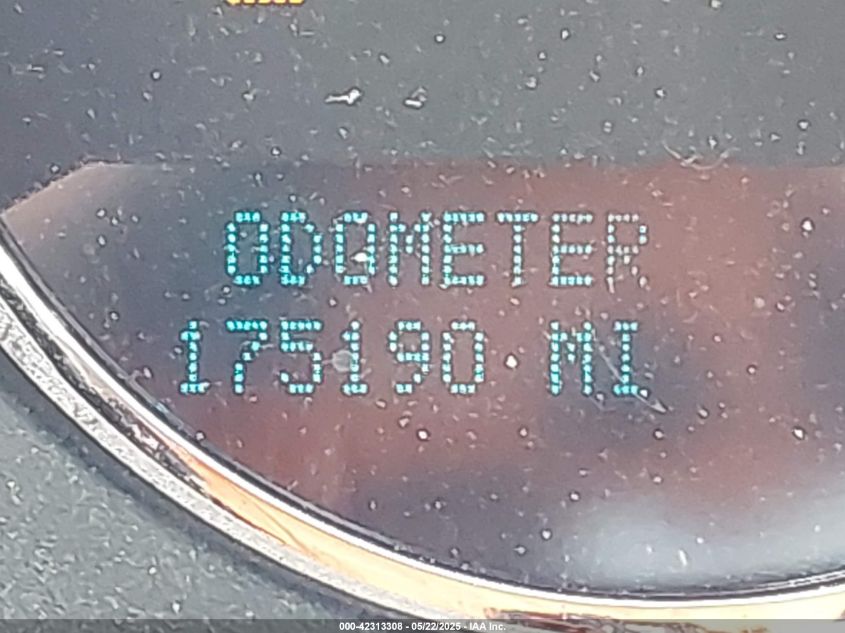 ODOMETER
175190 MI
000-42313308 - 05/22/2025 - IAA Inc.